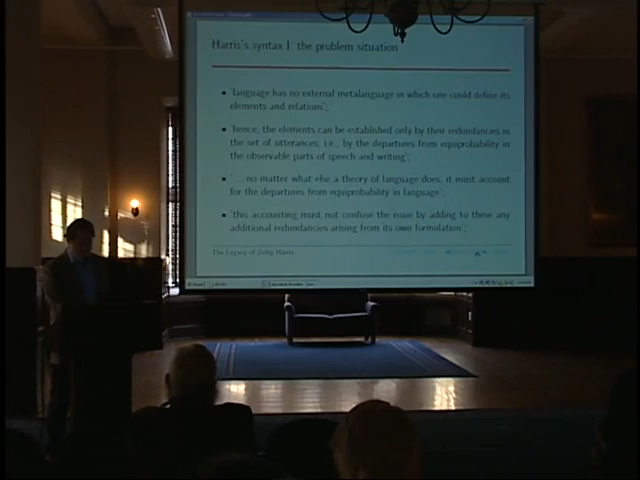 Harris's syntax I the problem situation
• 'language has no external metalanguage in which one could define its
elements and relations';
• 'hence, the elements can be established only by their redundancies in
the set of utterances, i.e., by the departures from equiprobability in
the observable parts of speech and writing';
• '... no matter what else a theory of language does, it must account
for the departures from equiprobability in language';
• 'this accounting must not confuse the issue by adding to these any
additional redundancies arising from its own formulation';
The Legacy of Zellig Harris